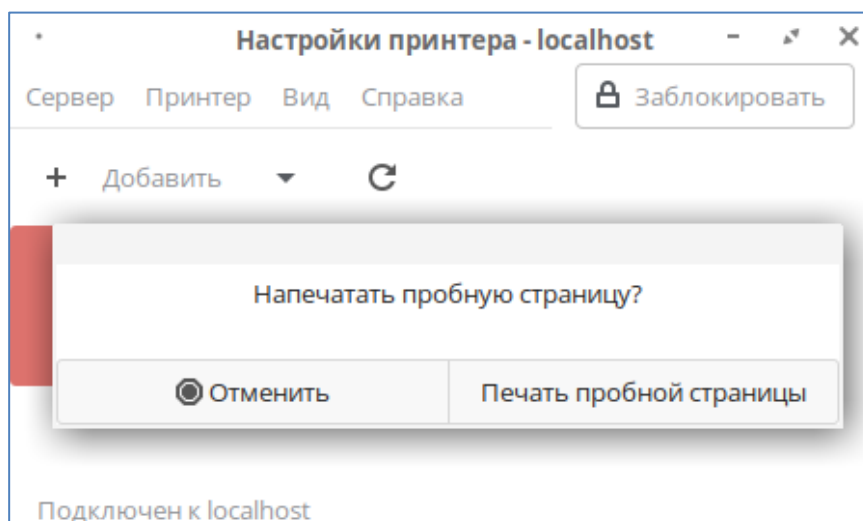 Настройки принтера - localhost
Сервер Принтер Вид Справка Заблокировать
Добавить
Напечатать пробную страницу?
Отменить Печать пробной страницы
Подключен к localhost